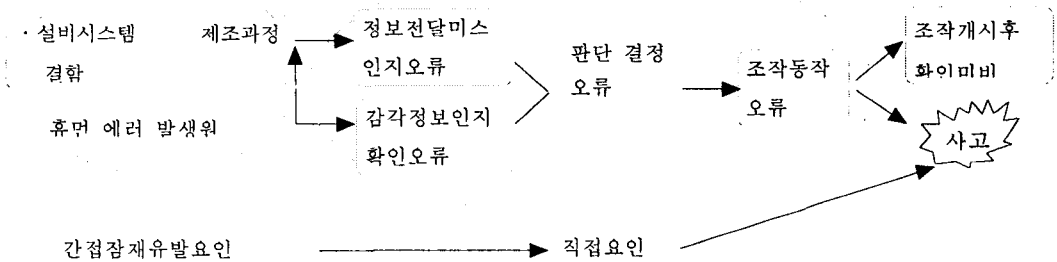 · 설비시스템 제조과정
결함
휴먼 에러 발생원
정보전달미스
인지오류
감각정보인지
확인오류
판단 결정
오류
조작동작
오류
조작개시후
확인미비
사고
간접잠재유발요인
직접요인